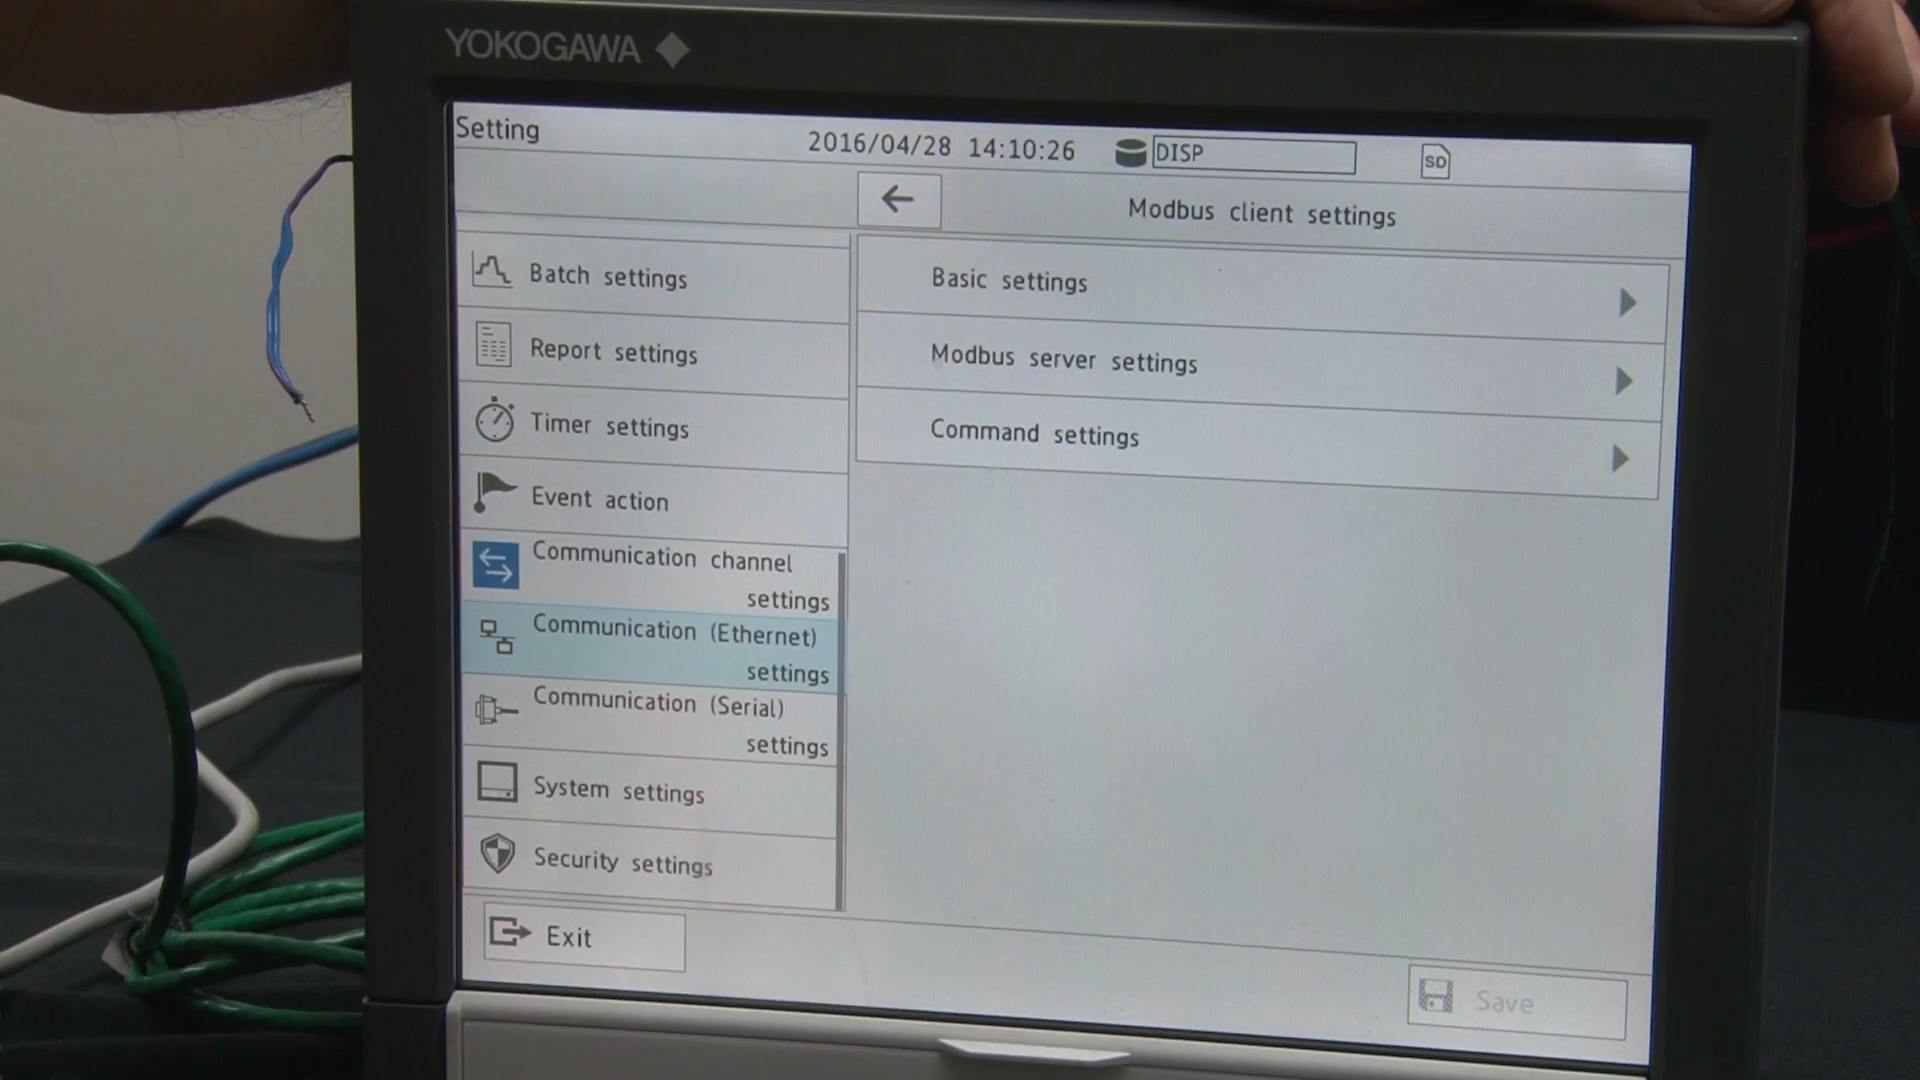 YOKOGAWA
Setting
2016/04/28 14:10:26
DISP
SD
Modbus client settings
Batch settings
Report settings
Timer settings
Event action
Communication channel
settings
Communication (Ethernet)
settings
Communication (Serial)
settings
System settings
Security settings
Basic settings
Modbus server settings
Command settings
Exit
Save